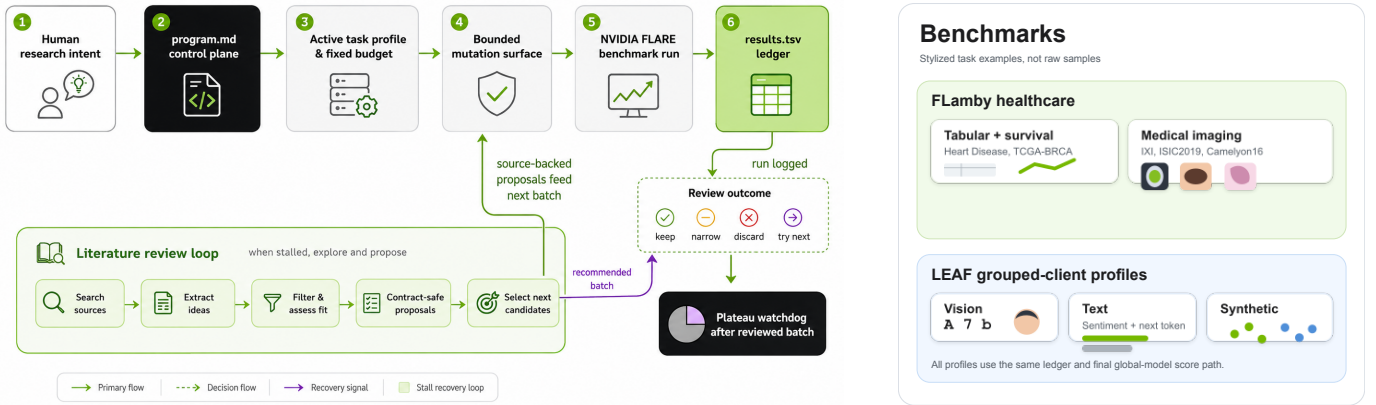 1
Human
research intent
2
program.md
control plane
3
Active task profile
& fixed budget
4
Bounded
mutation surface
5
NVIDIA FLARE
benchmark run
6
results.tsv
ledger
source-backed
proposals feed
next batch
run logged
Review outcome
keep
narrow
discard
try next
Literature review loop
when stalled, explore and propose
Search
sources
Extract
ideas
Filter &
assess fit
Contract-safe
proposals
Select next
candidates
recommended
batch
Plateau watchdog
after reviewed batch
Primary flow
Decision flow
Recovery signal
Stall recovery loop
Benchmarks
Stylized task examples, not raw samples
FLamby healthcare
Tabular + survival
Heart Disease, TCGA-BRCA
Medical imaging
IXI, ISIC2019, Camelyon16
LEAF grouped-client profiles
Vision
A 7 b
Text
Sentiment + next token
Synthetic
All profiles use the same ledger and final global-model score path.